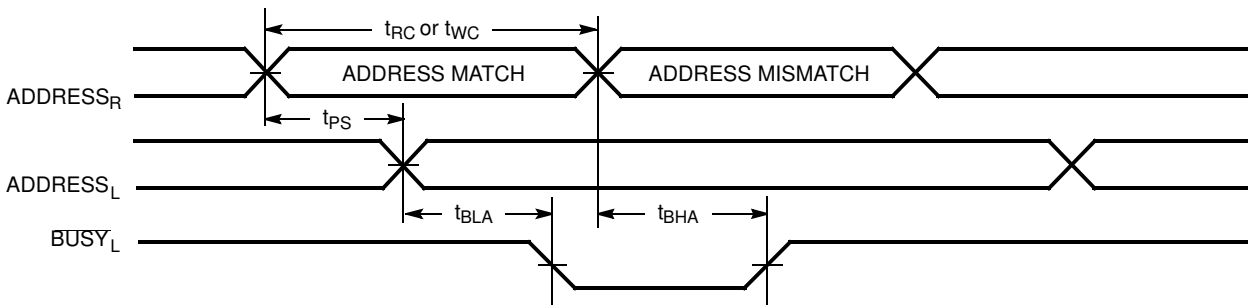 tRC or tWC
ADDRESS MATCH
ADDRESS MISMATCH
ADDRESSR
tPS
ADDRESSL
tBLA
tBHA
BUSYL